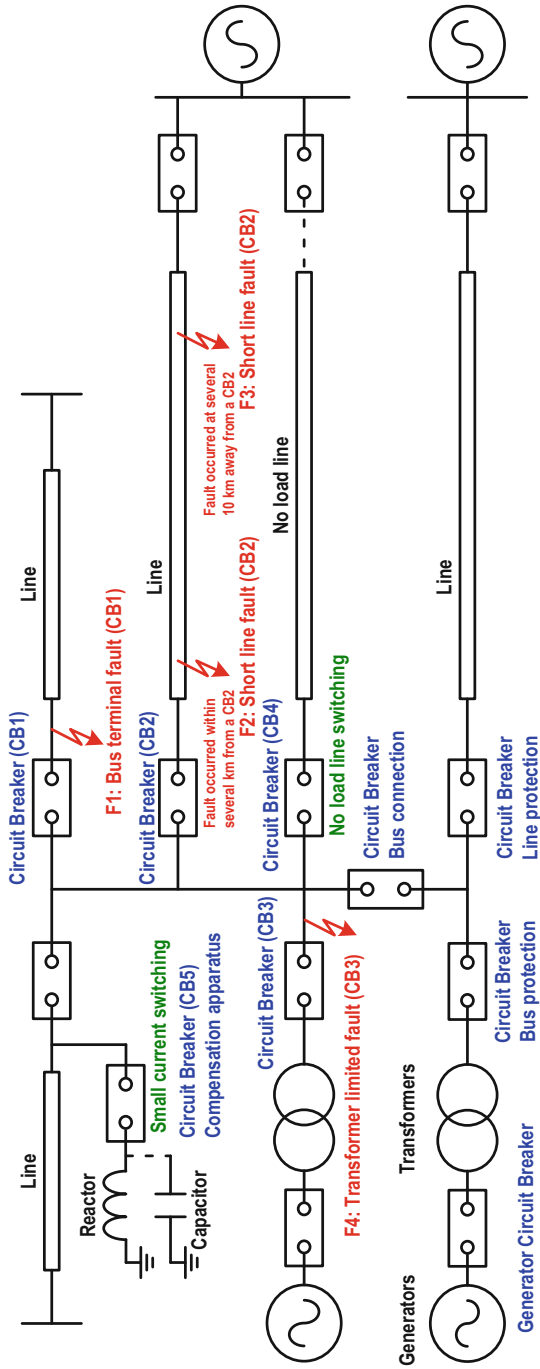 Line
Reactor
Capacitor
Small current switching
Circuit Breaker (CB5)
Compensation apparatus
Circuit Breaker (CB1)
F1: Bus terminal fault (CB1)
Line
Circuit Breaker (CB2)
Fault occurred within
several km from a CB2
F2: Short line fault (CB2)
Line
Fault occurred at several
10 km away from a CB2
F3: Short line fault (CB2)
Circuit Breaker (CB3)
F4: Transformer limited fault (CB3)
Circuit Breaker (CB4)
No load line switching
No load line
Circuit Breaker
Bus connection
Generators
Generator Circuit Breaker
Transformers
Circuit Breaker
Bus protection
Circuit Breaker
Line protection
Line